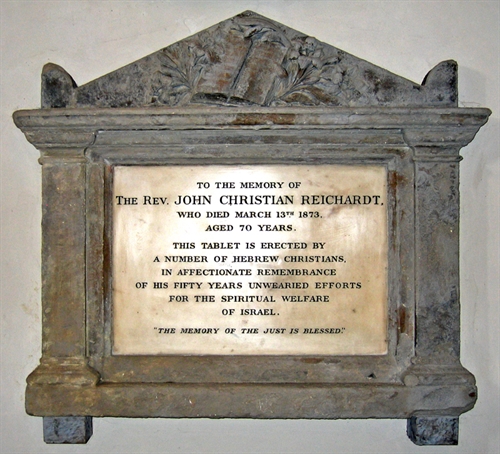 TO THE MEMORY OF
THE REV. JOHN CHRISTIAN REICHARDT,
WHO DIED MARCH 13TH 1873.
AGED 70 YEARS.
THIS TABLET IS ERECTED BY
A NUMBER OF HEBREW CHRISTIANS,
IN AFFECTIONATE REMEMBRANCE
OF HIS FIFTY YEARS UNWEARIED EFFORTS
FOR THE SPIRITUAL WELFARE
OF ISRAEL.
"THE MEMORY OF THE JUST IS BLESSED."